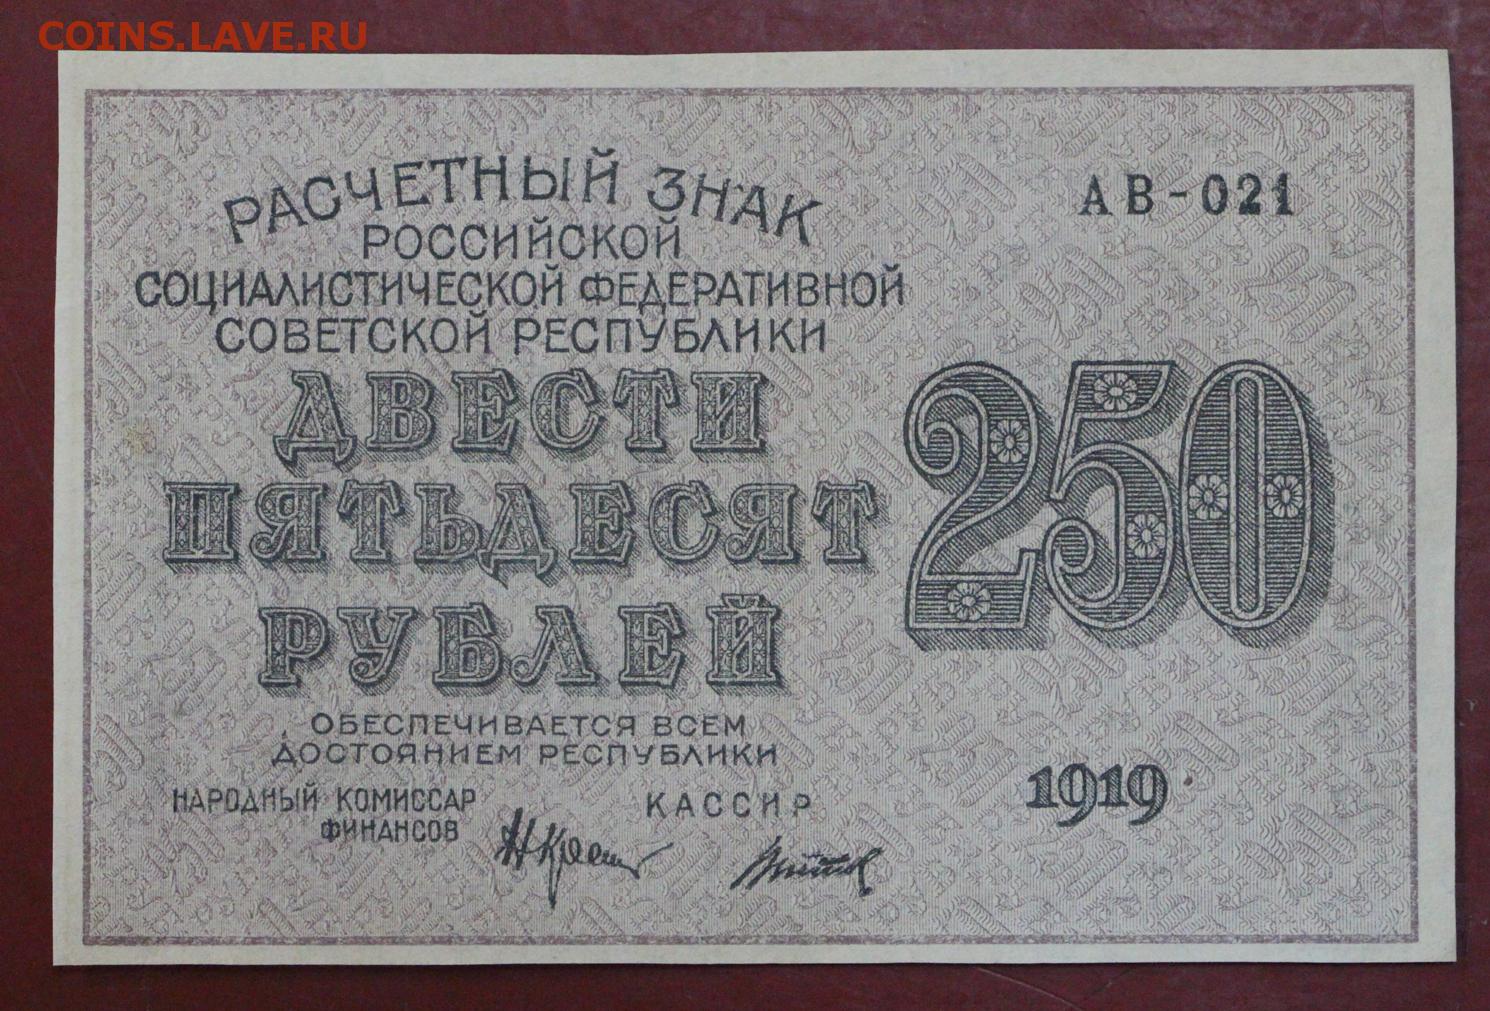 COINS.LAVE.RU
РАСЧЕТНЫЙ ЗНАК
РОССИЙСКОЙ
СОЦИАЛИСТИЧЕСКОЙ ФЕДЕРАТИВНОЙ
СОВЕТСКОЙ РЕСПУБЛИКИ
АВ-021
ДВЕСТИ
ПЯТЬДЕСЯТ
РУБЛЕЙ
250
ОБЕСПЕЧИВАЕТСЯ ВСЕМ
ДОСТОЯНИЕМ РЕСПУБЛИКИ
НАРОДНЫЙ КОМИССАР
ФИНАНСОВ
КАССИР
1919